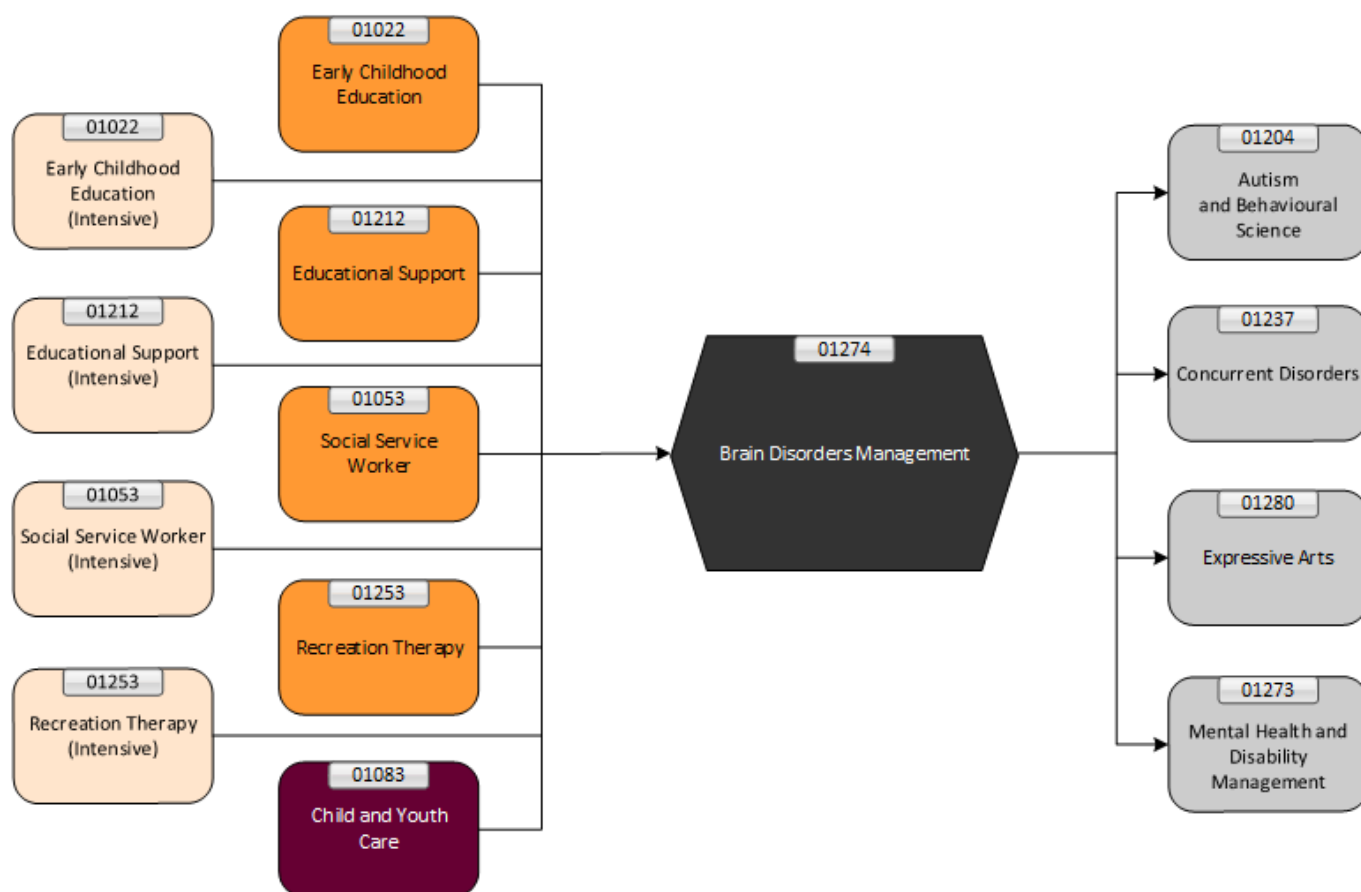 01022
Early Childhood
Education
01022
Early Childhood
Education
(Intensive)
01212
Educational Support
01212
Educational Support
(Intensive)
01053
Social Service
Worker
01053
Social Service Worker
(Intensive)
01253
Recreation Therapy
01253
Recreation Therapy
(Intensive)
01083
Child and Youth
Care
01274
Brain Disorders Management
01204
Autism
and Behavioural
Science
01237
Concurrent Disorders
01280
Expressive Arts
01273
Mental Health and
Disability
Management